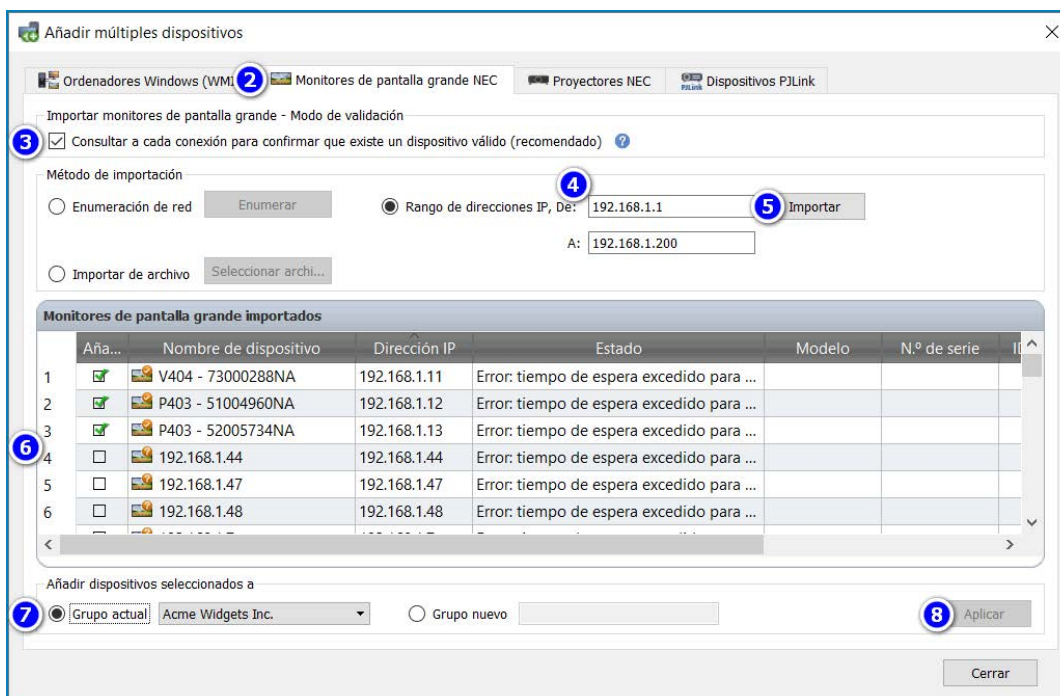 Añadir múltiples dispositivos
Ordenadores Windows (WMI 2 Monitores de pantalla grande NEC Proyectores NEC Dispositivos PJLink
Importar monitores de pantalla grande - Modo de validación
3 Consultar a cada conexión para confirmar que existe un dispositivo válido (recomendado) ?
Método de importación
4
Enumeración de red Enumerar Rango de direcciones IP, De: 192.168.1.1 5 Importar
A: 192.168.1.200
Importar de archivo Seleccionar archi...
Monitores de pantalla grande importados
Aña... Nombre de dispositivo Dirección IP Estado Modelo N.º de serie
1 V404 - 73000288NA 192.168.1.11 Error: tiempo de espera excedido para ...
2 P403 - 51004960NA 192.168.1.12 Error: tiempo de espera excedido para ...
3 P403 - 52005734NA 192.168.1.13 Error: tiempo de espera excedido para ...
6
4 192.168.1.44 192.168.1.44 Error: tiempo de espera excedido para ...
5 192.168.1.47 192.168.1.47 Error: tiempo de espera excedido para ...
6 192.168.1.48 192.168.1.48 Error: tiempo de espera excedido para ...
Añadir dispositivos seleccionados a
7 Grupo actual Acme Widgets Inc. Grupo nuevo 8 Aplicar
Cerrar